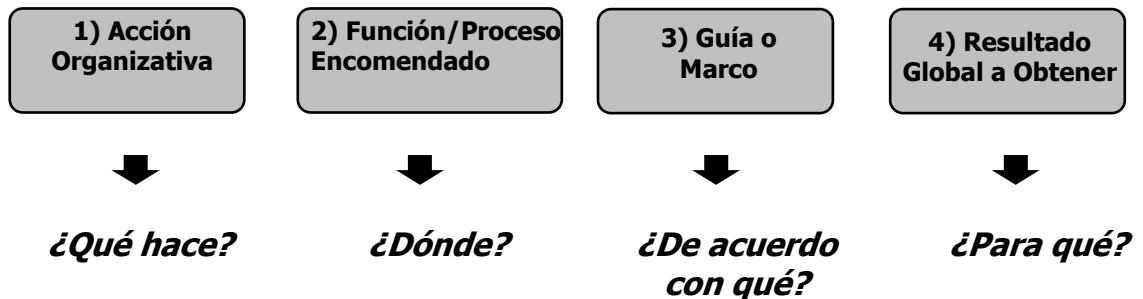 1) Acción
Organizativa
2) Función/Proceso
Encomendado
3) Guía o
Marco
4) Resultado
Global a Obtener
¿Qué hace?
¿Dónde?
¿De acuerdo
con qué?
¿Para qué?